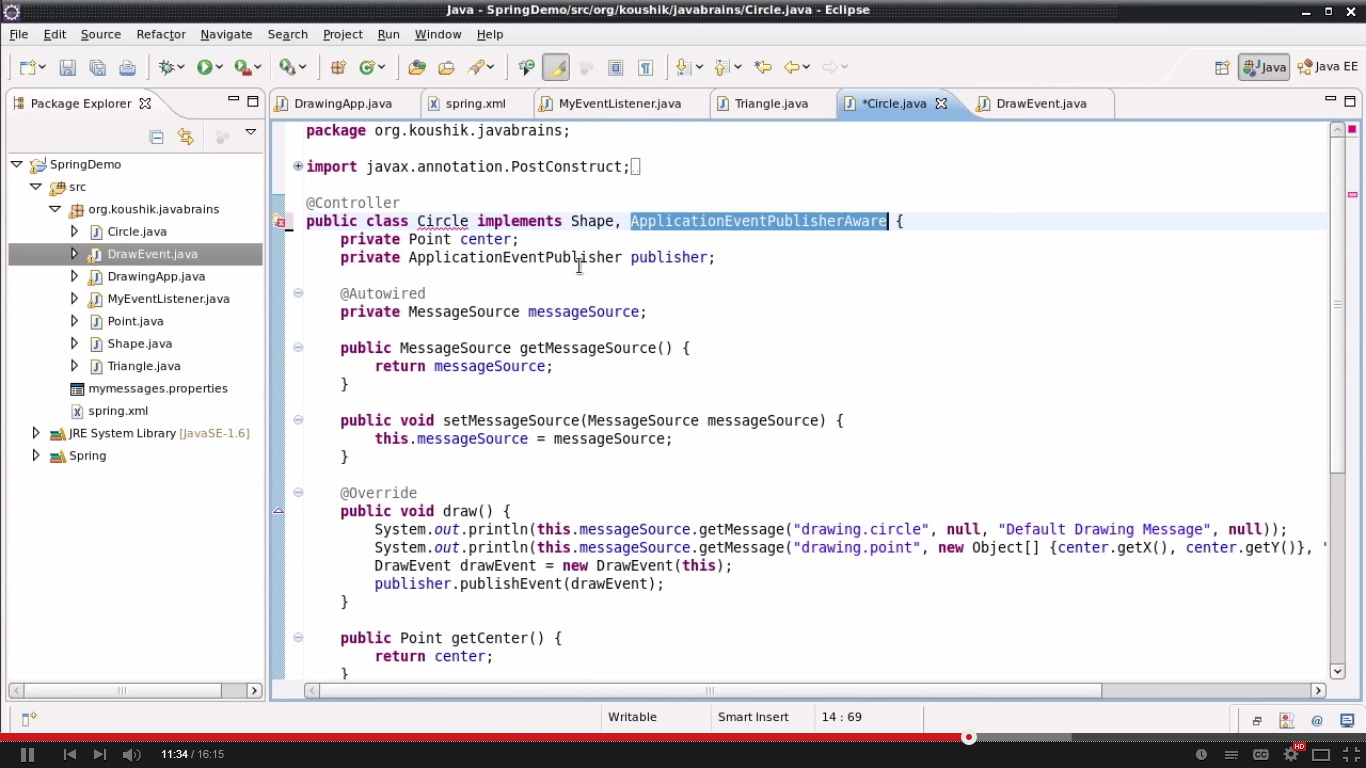 Java - SpringDemo/src/org/koushik/javabrains/Circle.java - Eclipse
File Edit Source Refactor Navigate Search Project Run Window Help
Java Java EE
Package Explorer
DrawingApp.java spring.xml MyEventListener.java Triangle.java *Circle.java DrawEvent.java
SpringDemo
src
org.koushik.javabrains
Circle.java
DrawEvent.java
DrawingApp.java
MyEventListener.java
Point.java
Shape.java
Triangle.java
mymessages.properties
spring.xml
JRE System Library [JavaSE-1.6]
Spring
package org.koushik.javabrains;
import javax.annotation.PostConstruct;
@Controller
public class Circle implements Shape, ApplicationEventPublisherAware {
private Point center;
private ApplicationEventPublisher publisher;
@Autowired
private MessageSource messageSource;
public MessageSource getMessageSource() {
return messageSource;
}
public void setMessageSource(MessageSource messageSource) {
this.messageSource = messageSource;
}
@Override
public void draw() {
System.out.println(this.messageSource.getMessage("drawing.circle", null, "Default Drawing Message", null));
System.out.println(this.messageSource.getMessage("drawing.point", new Object[] {center.getX(), center.getY()}, "
DrawEvent drawEvent = new DrawEvent(this);
publisher.publishEvent(drawEvent);
}
public Point getCenter() {
return center;
}
Writable Smart Insert 14 : 69
11:34 / 16:15
CC HD